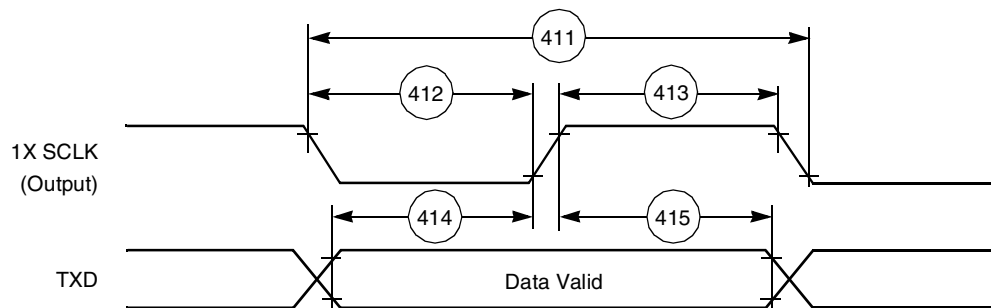 411
412
413
1X SCLK
(Output)
414
415
TXD
Data Valid